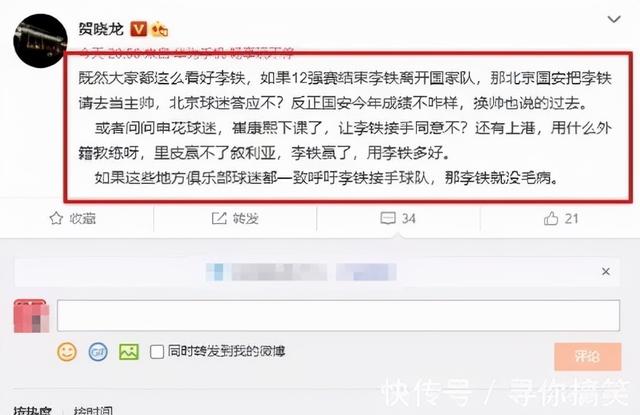 贺晓龙
今天 20:50 来自
既然大家都这么看好李铁，如果12强赛结束李铁离开国家队，那北京国安把李铁
请去当主帅，北京球迷答应不？反正国安今年成绩不咋样，换帅也说的过去。
或者问问申花球迷，崔康熙下课了，让李铁接手同意不？还有上港，用什么外
籍教练呀，里皮赢不了叙利亚，李铁赢了，用李铁多好。
如果这些地方俱乐部球迷都一致呼吁李铁接手球队，那李铁就没毛病。
收藏
转发
34
21
×
GIF
同时转发到我的微博
评论
按热度
按时间
快传号 / 寻你搞笑